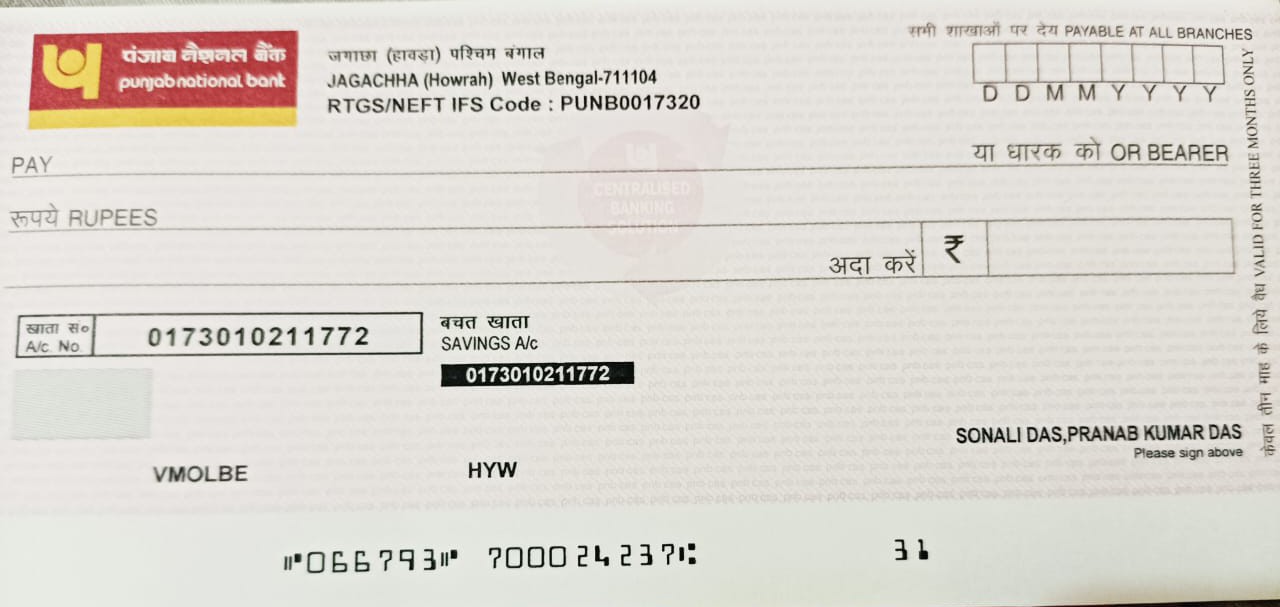 सभी शाखाओं पर देय PAYABLE AT ALL BRANCHES
पंजाब नैशनल बैंक
punjab national bank
जगाछा (हावड़ा) पश्चिम बंगाल
JAGACHHA (Howrah) West Bengal-711104
RTGS/NEFT IFS Code : PUNB0017320
D D M M Y Y Y Y
PAY
या धारक को OR BEARER
CENTRALISED
BANKING
SOLUTION
रूपये RUPEES
अदा करें ₹
खाता सं०
A/c. No.
0173010211772
बचत खाता
SAVINGS A/c
0173010211772
SONALI DAS,PRANAB KUMAR DAS
Please sign above
VMOLBE
HYW
केवल तीन माह के लिये वैध VALID FOR THREE MONTHS ONLY
⑈066793⑈ 700024237⑆ 31